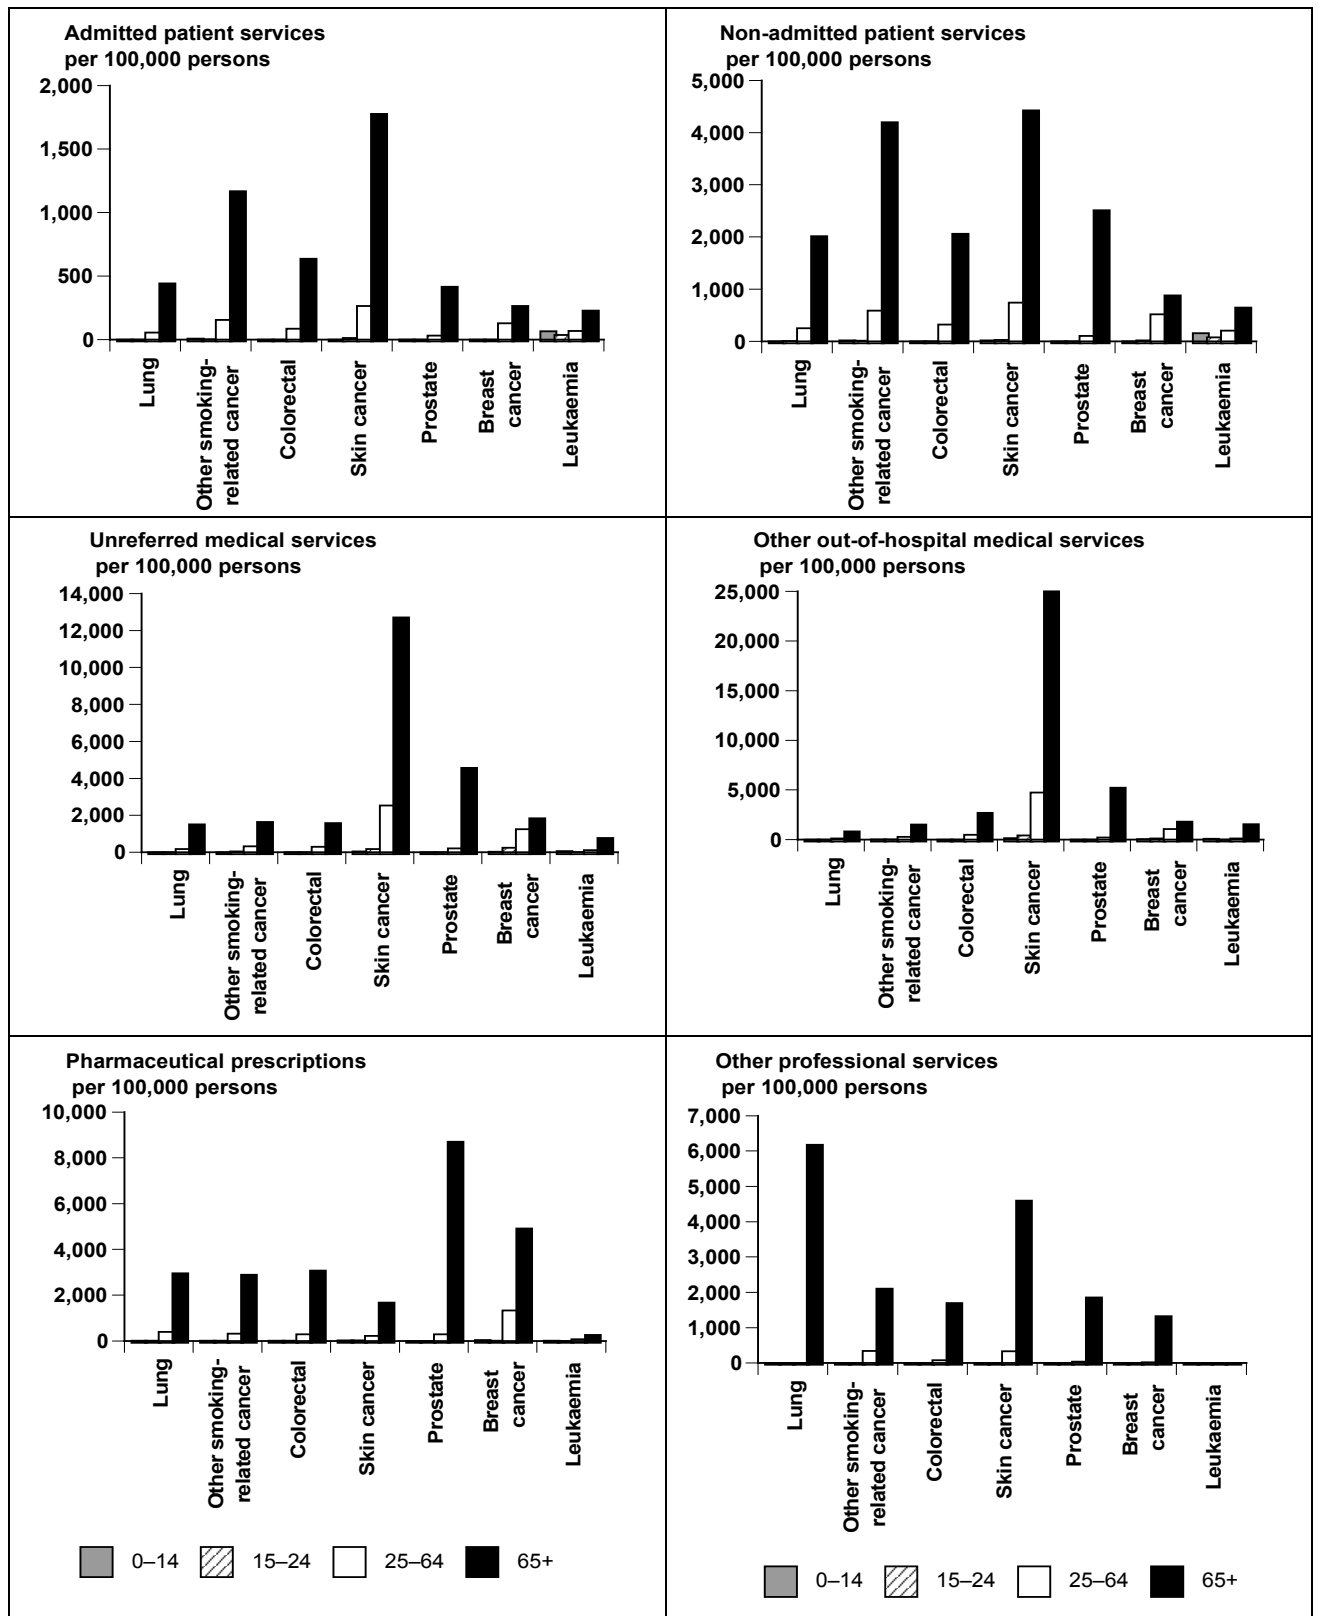 Admitted patient services
per 100,000 persons
2,000
1,500
1,000
500
0
Lung
Other smoking-
related cancer
Colorectal
Skin cancer
Prostate
Breast
cancer
Leukaemia
Non-admitted patient services
per 100,000 persons
5,000
4,000
3,000
2,000
1,000
0
Lung
Other smoking-
related cancer
Colorectal
Skin cancer
Prostate
Breast
cancer
Leukaemia
Unreferred medical services
per 100,000 persons
14,000
12,000
10,000
8,000
6,000
4,000
2,000
0
Lung
Other smoking-
related cancer
Colorectal
Skin cancer
Prostate
Breast
cancer
Leukaemia
Other out-of-hospital medical services
per 100,000 persons
25,000
20,000
15,000
10,000
5,000
0
Lung
Other smoking-
related cancer
Colorectal
Skin cancer
Prostate
Breast
cancer
Leukaemia
Pharmaceutical prescriptions
per 100,000 persons
10,000
8,000
6,000
4,000
2,000
0
Lung
Other smoking-
related cancer
Colorectal
Skin cancer
Prostate
Breast
cancer
Leukaemia
0–14 15–24 25–64 65+
Other professional services
per 100,000 persons
7,000
6,000
5,000
4,000
3,000
2,000
1,000
0
Lung
Other smoking-
related cancer
Colorectal
Skin cancer
Prostate
Breast
cancer
Leukaemia
0–14 15–24 25–64 65+